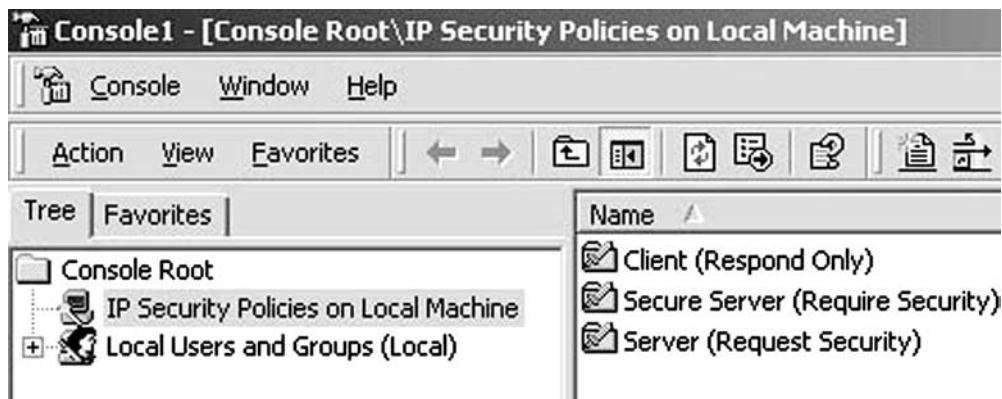 Console1 - [Console Root\IP Security Policies on Local Machine]
Console Window Help
Action View Favorites
Tree Favorites
Name
Console Root
IP Security Policies on Local Machine
Local Users and Groups (Local)
Client (Respond Only)
Secure Server (Require Security)
Server (Request Security)